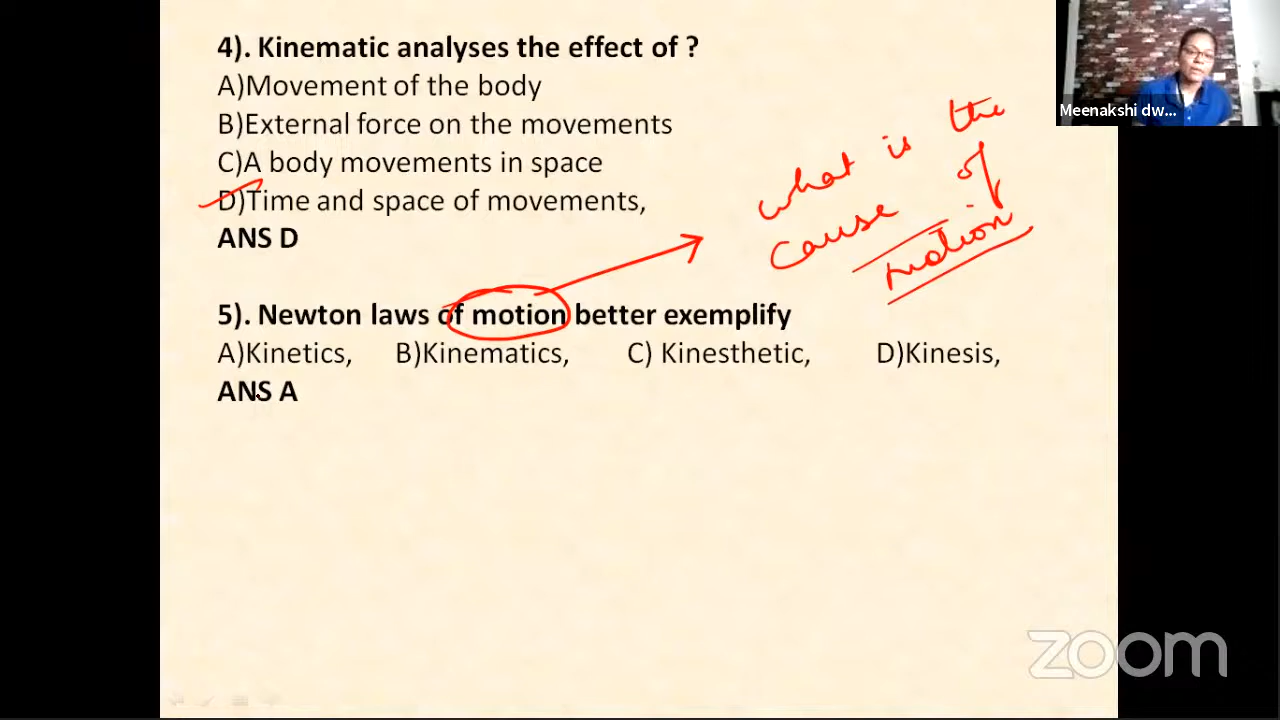 4). Kinematic analyses the effect of ?
A)Movement of the body
B)External force on the movements
C)A body movements in space
D)Time and space of movements,
ANS D
what is the
cause of
motion
5). Newton laws of motion better exemplify
A)Kinetics, B)Kinematics, C) Kinesthetic, D)Kinesis,
ANS A
Meenakshi dw...
zoom